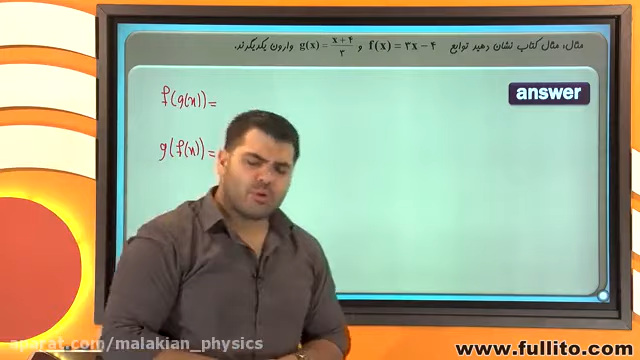 مثال: مثال کتاب نشان دهید توابع f(x) = ۳x − ۴ و g(x) = (x + ۴)/۳ وارون یکدیگرند.
answer
f(g(x)) =
g(f(x)) =
aparat.com/malakian_physics
www.fullito.com